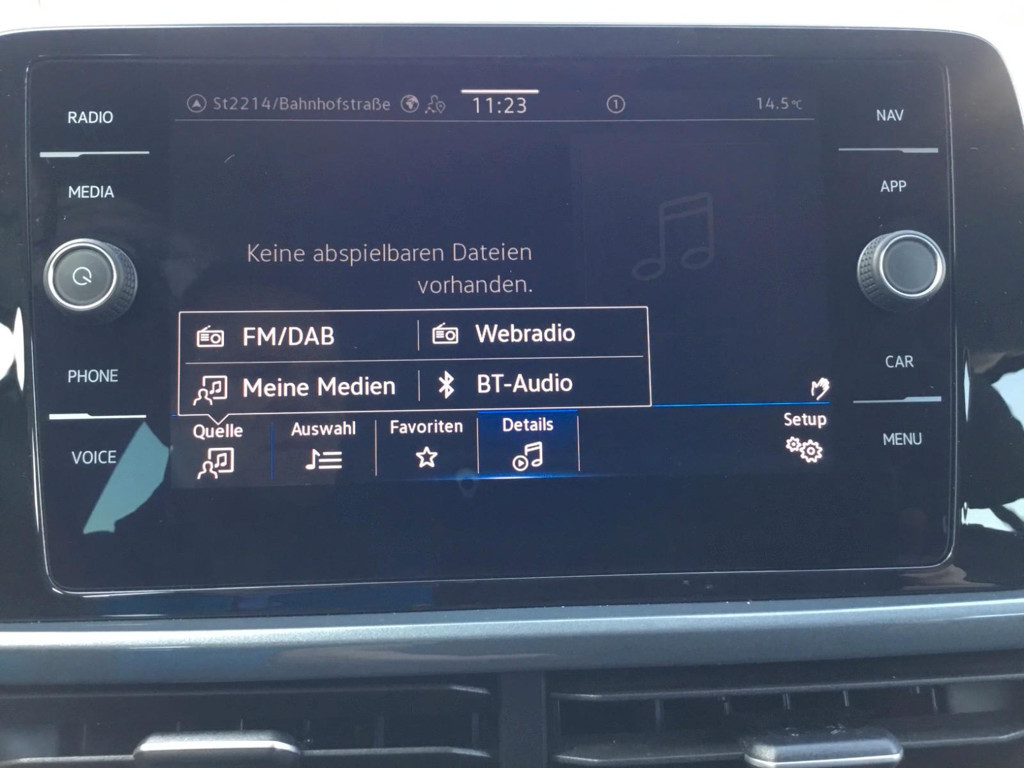 RADIO
MEDIA
PHONE
VOICE
St2214/Bahnhofstraße
11:23
1
14.5°C
Keine abspielbaren Dateien
vorhanden.
FM/DAB
Webradio
Meine Medien
BT-Audio
Quelle
Auswahl
Favoriten
Details
Setup
NAV
APP
CAR
MENU